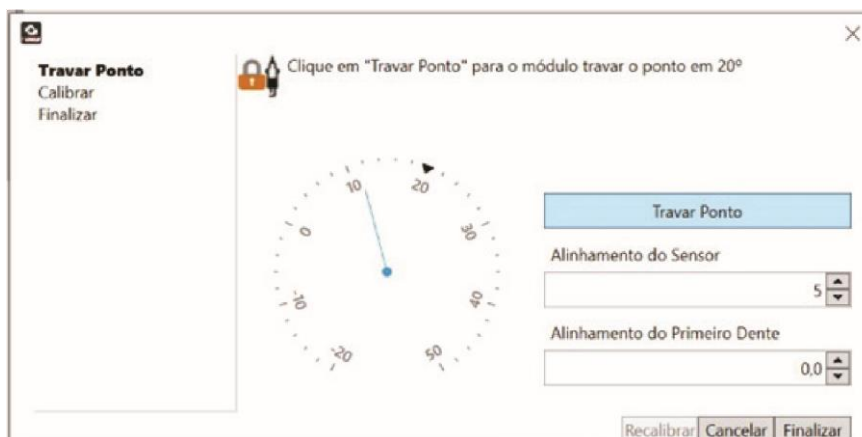 Travar Ponto
Calibrar
Finalizar
Clique em "Travar Ponto" para o módulo travar o ponto em 20º
-20
-10
0
10
20
30
40
50
Travar Ponto
Alinhamento do Sensor
5
Alinhamento do Primeiro Dente
0,0
Recalibrar
Cancelar
Finalizar